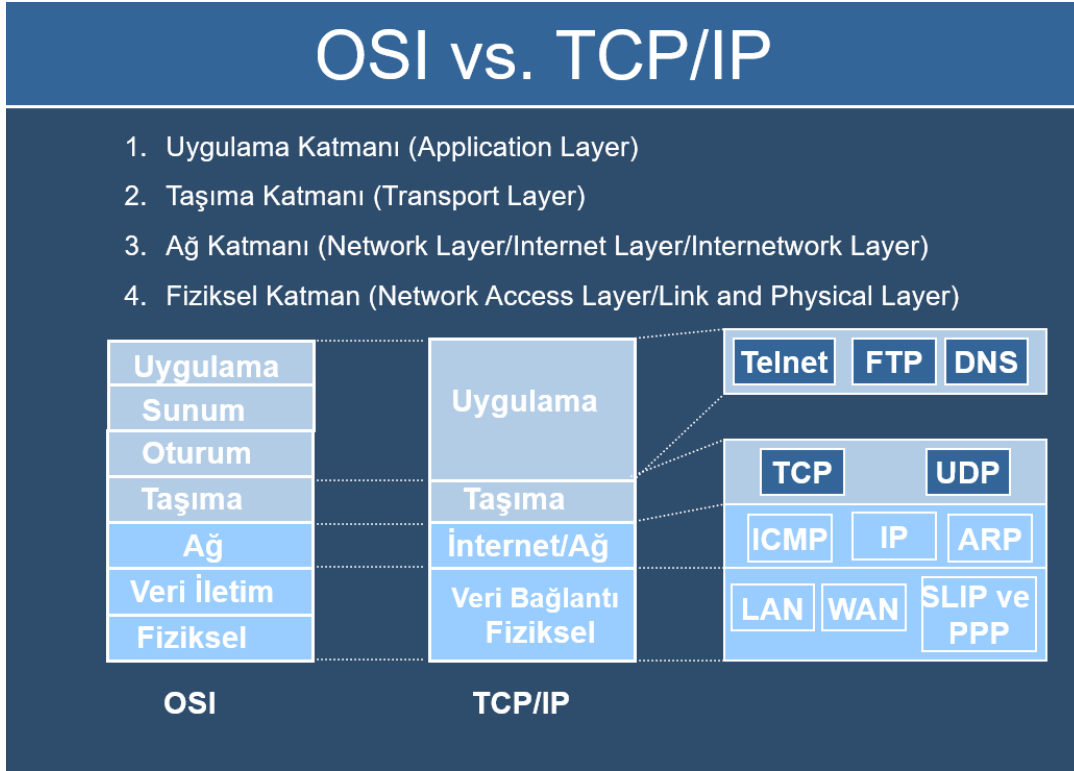 OSI vs. TCP/IP
1. Uygulama Katmanı (Application Layer)
2. Taşıma Katmanı (Transport Layer)
3. Ağ Katmanı (Network Layer/Internet Layer/Internetwork Layer)
4. Fiziksel Katman (Network Access Layer/Link and Physical Layer)
Uygulama
Sunum
Oturum
Taşıma
Ağ
Veri İletim
Fiziksel
OSI
Uygulama
Taşıma
İnternet/Ağ
Veri Bağlantı
Fiziksel
TCP/IP
Telnet FTP DNS
TCP UDP
ICMP IP ARP
LAN WAN SLIP ve
PPP